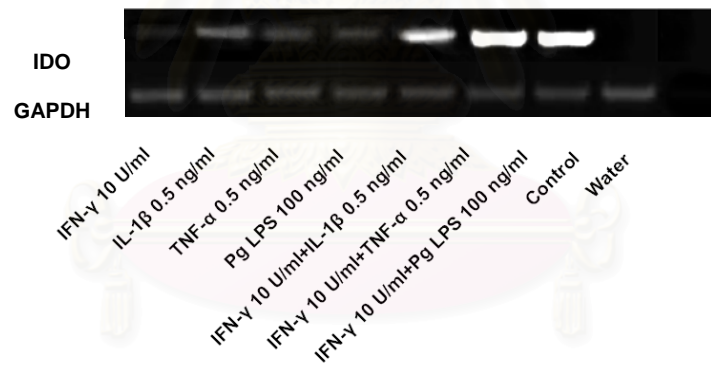 IDO
GAPDH
IFN-γ 10 U/ml
IL-1β 0.5 ng/ml
TNF-α 0.5 ng/ml
Pg LPS 100 ng/ml
IFN-γ 10 U/ml+IL-1β 0.5 ng/ml
IFN-γ 10 U/ml+TNF-α 0.5 ng/ml
IFN-γ 10 U/ml+Pg LPS 100 ng/ml
Control
Water